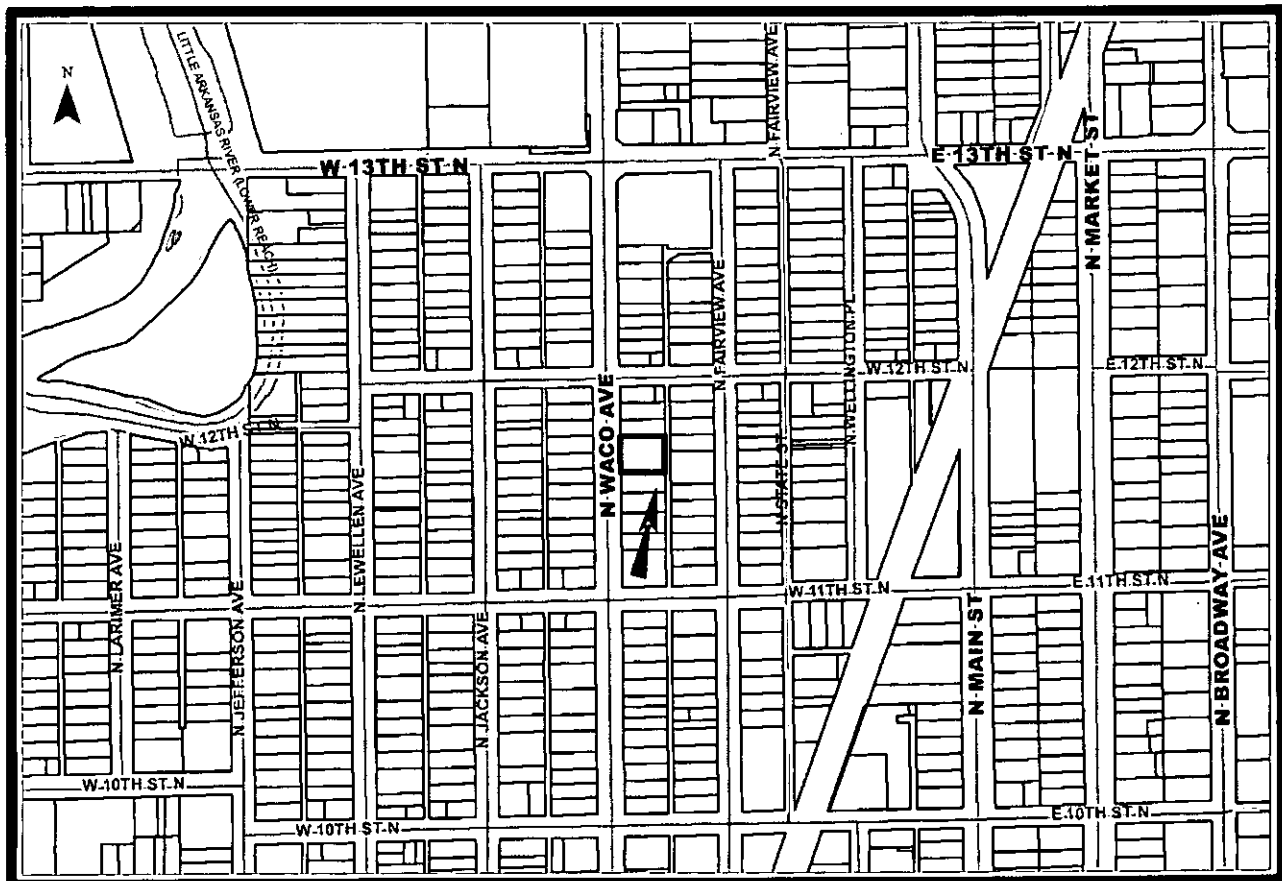 N
LITTLE ARKANSAS RIVER (LOWER REACH)
N FAIRVIEW AVE
W 13TH ST N
E 13TH ST N
N MARKET ST
N FAIRVIEW AVE
N WELLINGTON PL
W 12TH ST N
E 12TH ST N
N WACO AVE
W 12TH ST N
N STATE ST
N LEWELLEN AVE
N LARIMER AVE
N JEFFERSON AVE
N JACKSON AVE
W 11TH ST N
E 11TH ST N
N MAIN ST
N BROADWAY AVE
W 10TH ST N
W 10TH ST N
E 10TH ST N